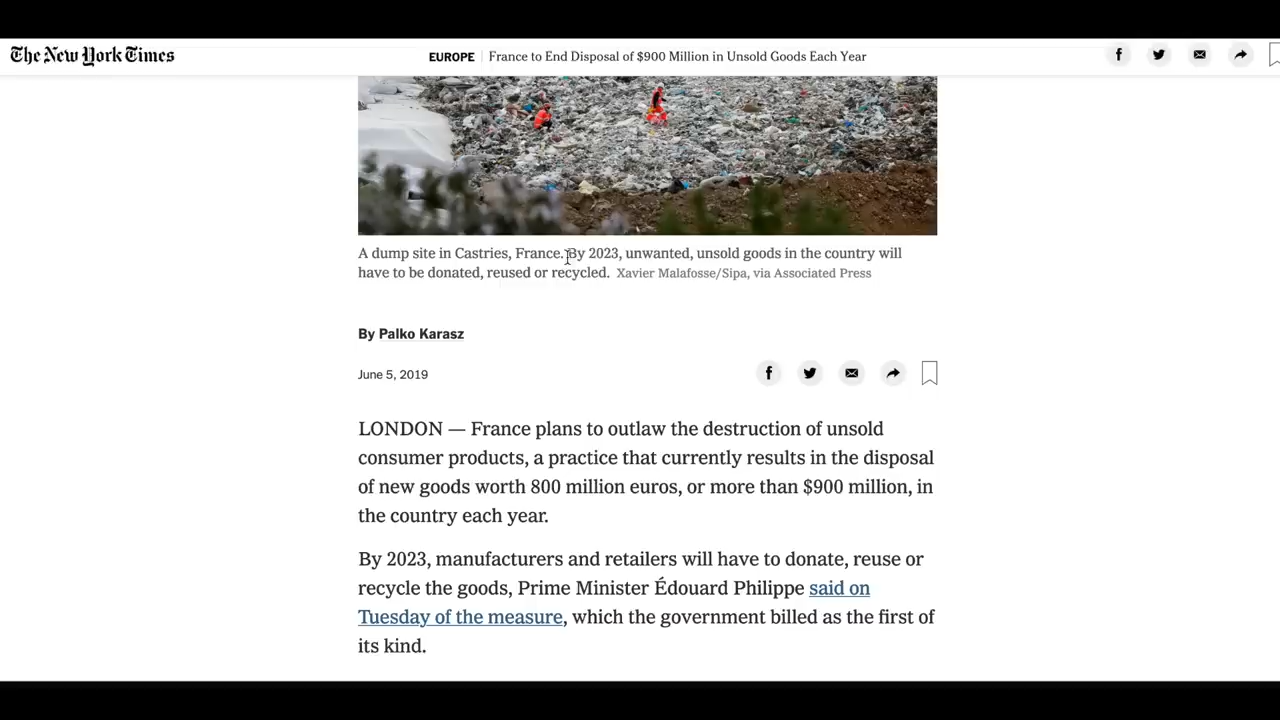 The New York Times
EUROPE France to End Disposal of $900 Million in Unsold Goods Each Year
A dump site in Castries, France. By 2023, unwanted, unsold goods in the country will
have to be donated, reused or recycled. Xavier Malafosse/Sipa, via Associated Press
By Palko Karasz
June 5, 2019
LONDON — France plans to outlaw the destruction of unsold
consumer products, a practice that currently results in the disposal
of new goods worth 800 million euros, or more than $900 million, in
the country each year.
By 2023, manufacturers and retailers will have to donate, reuse or
recycle the goods, Prime Minister Édouard Philippe said on
Tuesday of the measure, which the government billed as the first of
its kind.